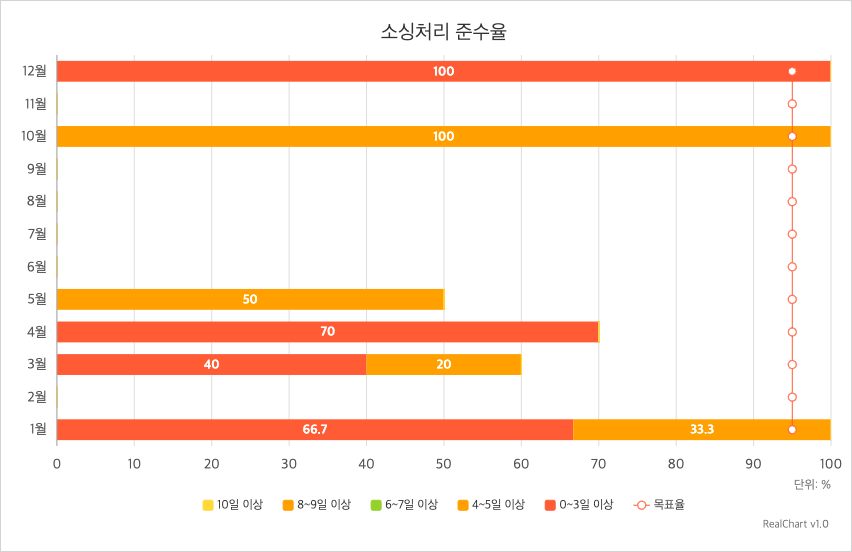 소싱처리 준수율
12월
100
11월
10월
100
9월
8월
7월
6월
5월
50
4월
70
3월
40 20
2월
1월
66.7 33.3
0 10 20 30 40 50 60 70 80 90 100
단위: %
10일 이상 8~9일 이상 6~7일 이상 4~5일 이상 0~3일 이상 목표율
RealChart v1.0